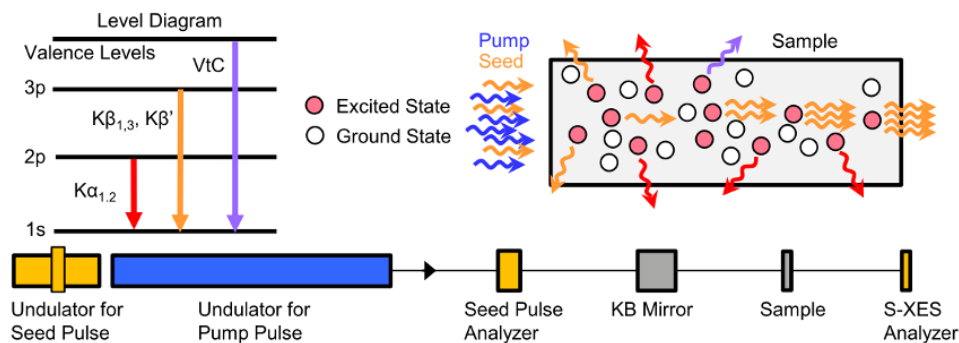 Level Diagram
Valence Levels
VtC
3p
Kβ1,3, Kβ'
2p
Kα1.2
1s
Pump
Seed
Sample
Excited State
Ground State
Undulator for
Seed Pulse
Undulator for
Pump Pulse
Seed Pulse
Analyzer
KB Mirror
Sample
S-XES
Analyzer